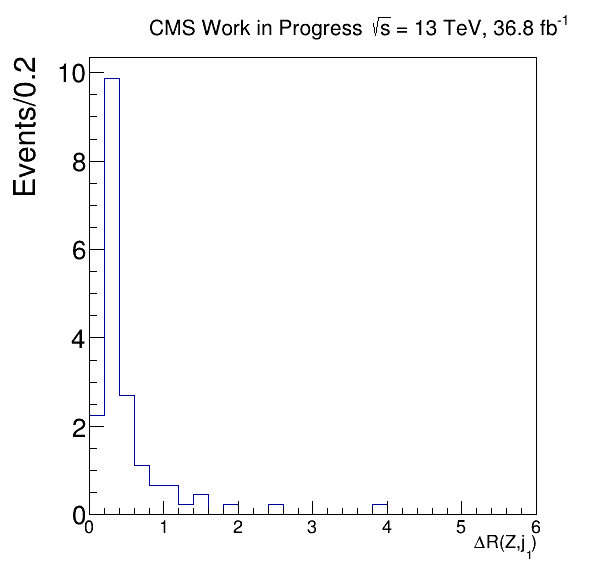 CMS Work in Progress √s = 13 TeV, 36.8 fb⁻¹
Events/0.2
10
8
6
4
2
0
0 1 2 3 4 5 6
ΔR(Z,j₁)